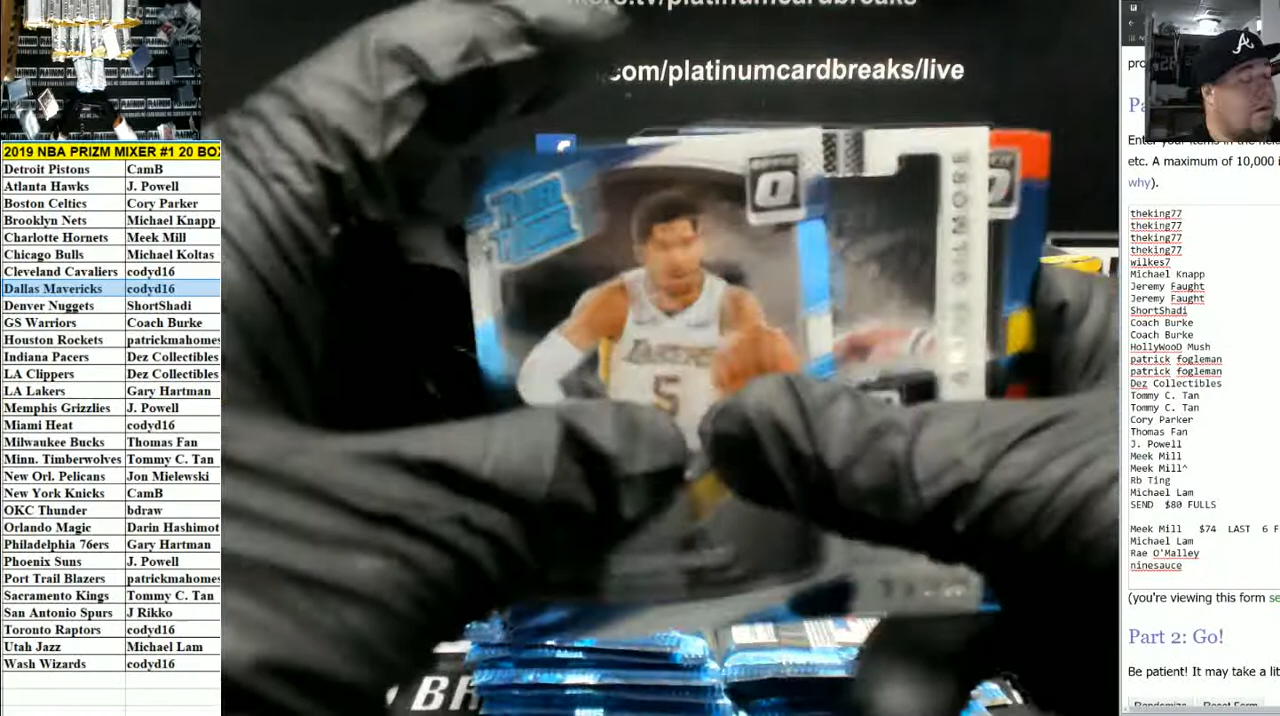 com/platinumcardbreaks/live
2019 NBA PRIZM MIXER #1 20 BO
Detroit Pistons CamB
Atlanta Hawks J. Powell
Boston Celtics Cory Parker
Brooklyn Nets Michael Knapp
Charlotte Hornets Meek Mill
Chicago Bulls Michael Koltas
Cleveland Cavaliers codyd16
Dallas Mavericks codyd16
Denver Nuggets ShortShadi
GS Warriors Coach Burke
Houston Rockets patrickmahomes
Indiana Pacers Dez Collectibles
LA Clippers Dez Collectibles
LA Lakers Gary Hartman
Memphis Grizzlies J. Powell
Miami Heat codyd16
Milwaukee Bucks Thomas Fan
Minn. Timberwolves Tommy C. Tan
New Orl. Pelicans Jon Mielewski
New York Knicks CamB
OKC Thunder bdraw
Orlando Magic Darin Hashimot
Philadelphia 76ers Gary Hartman
Phoenix Suns J. Powell
Port Trail Blazers patrickmahomes
Sacramento Kings Tommy C. Tan
San Antonio Spurs J Rikko
Toronto Raptors codyd16
Utah Jazz Michael Lam
Wash Wizards codyd16
LAKERS
5
GILMORE
BR
A
etc. A maximum of 10,000
why).
theking77
theking77
theking77
theking77
wilkes7
Michael Knapp
Jeremy Faught
Jeremy Faught
ShortShadi
Coach Burke
Coach Burke
HollyWooD Mush
patrick fogleman
patrick fogleman
Dez Collectibles
Tommy C. Tan
Tommy C. Tan
Cory Parker
Thomas Fan
J. Powell
Meek Mill
Meek Mill^
Rb Ting
Michael Lam
SEND $80 FULLS
Meek Mill $74 LAST 6 F
Michael Lam
Rae O'Malley
ninesauce
(you're viewing this form se
Part 2: Go!
Be patient! It may take a lit